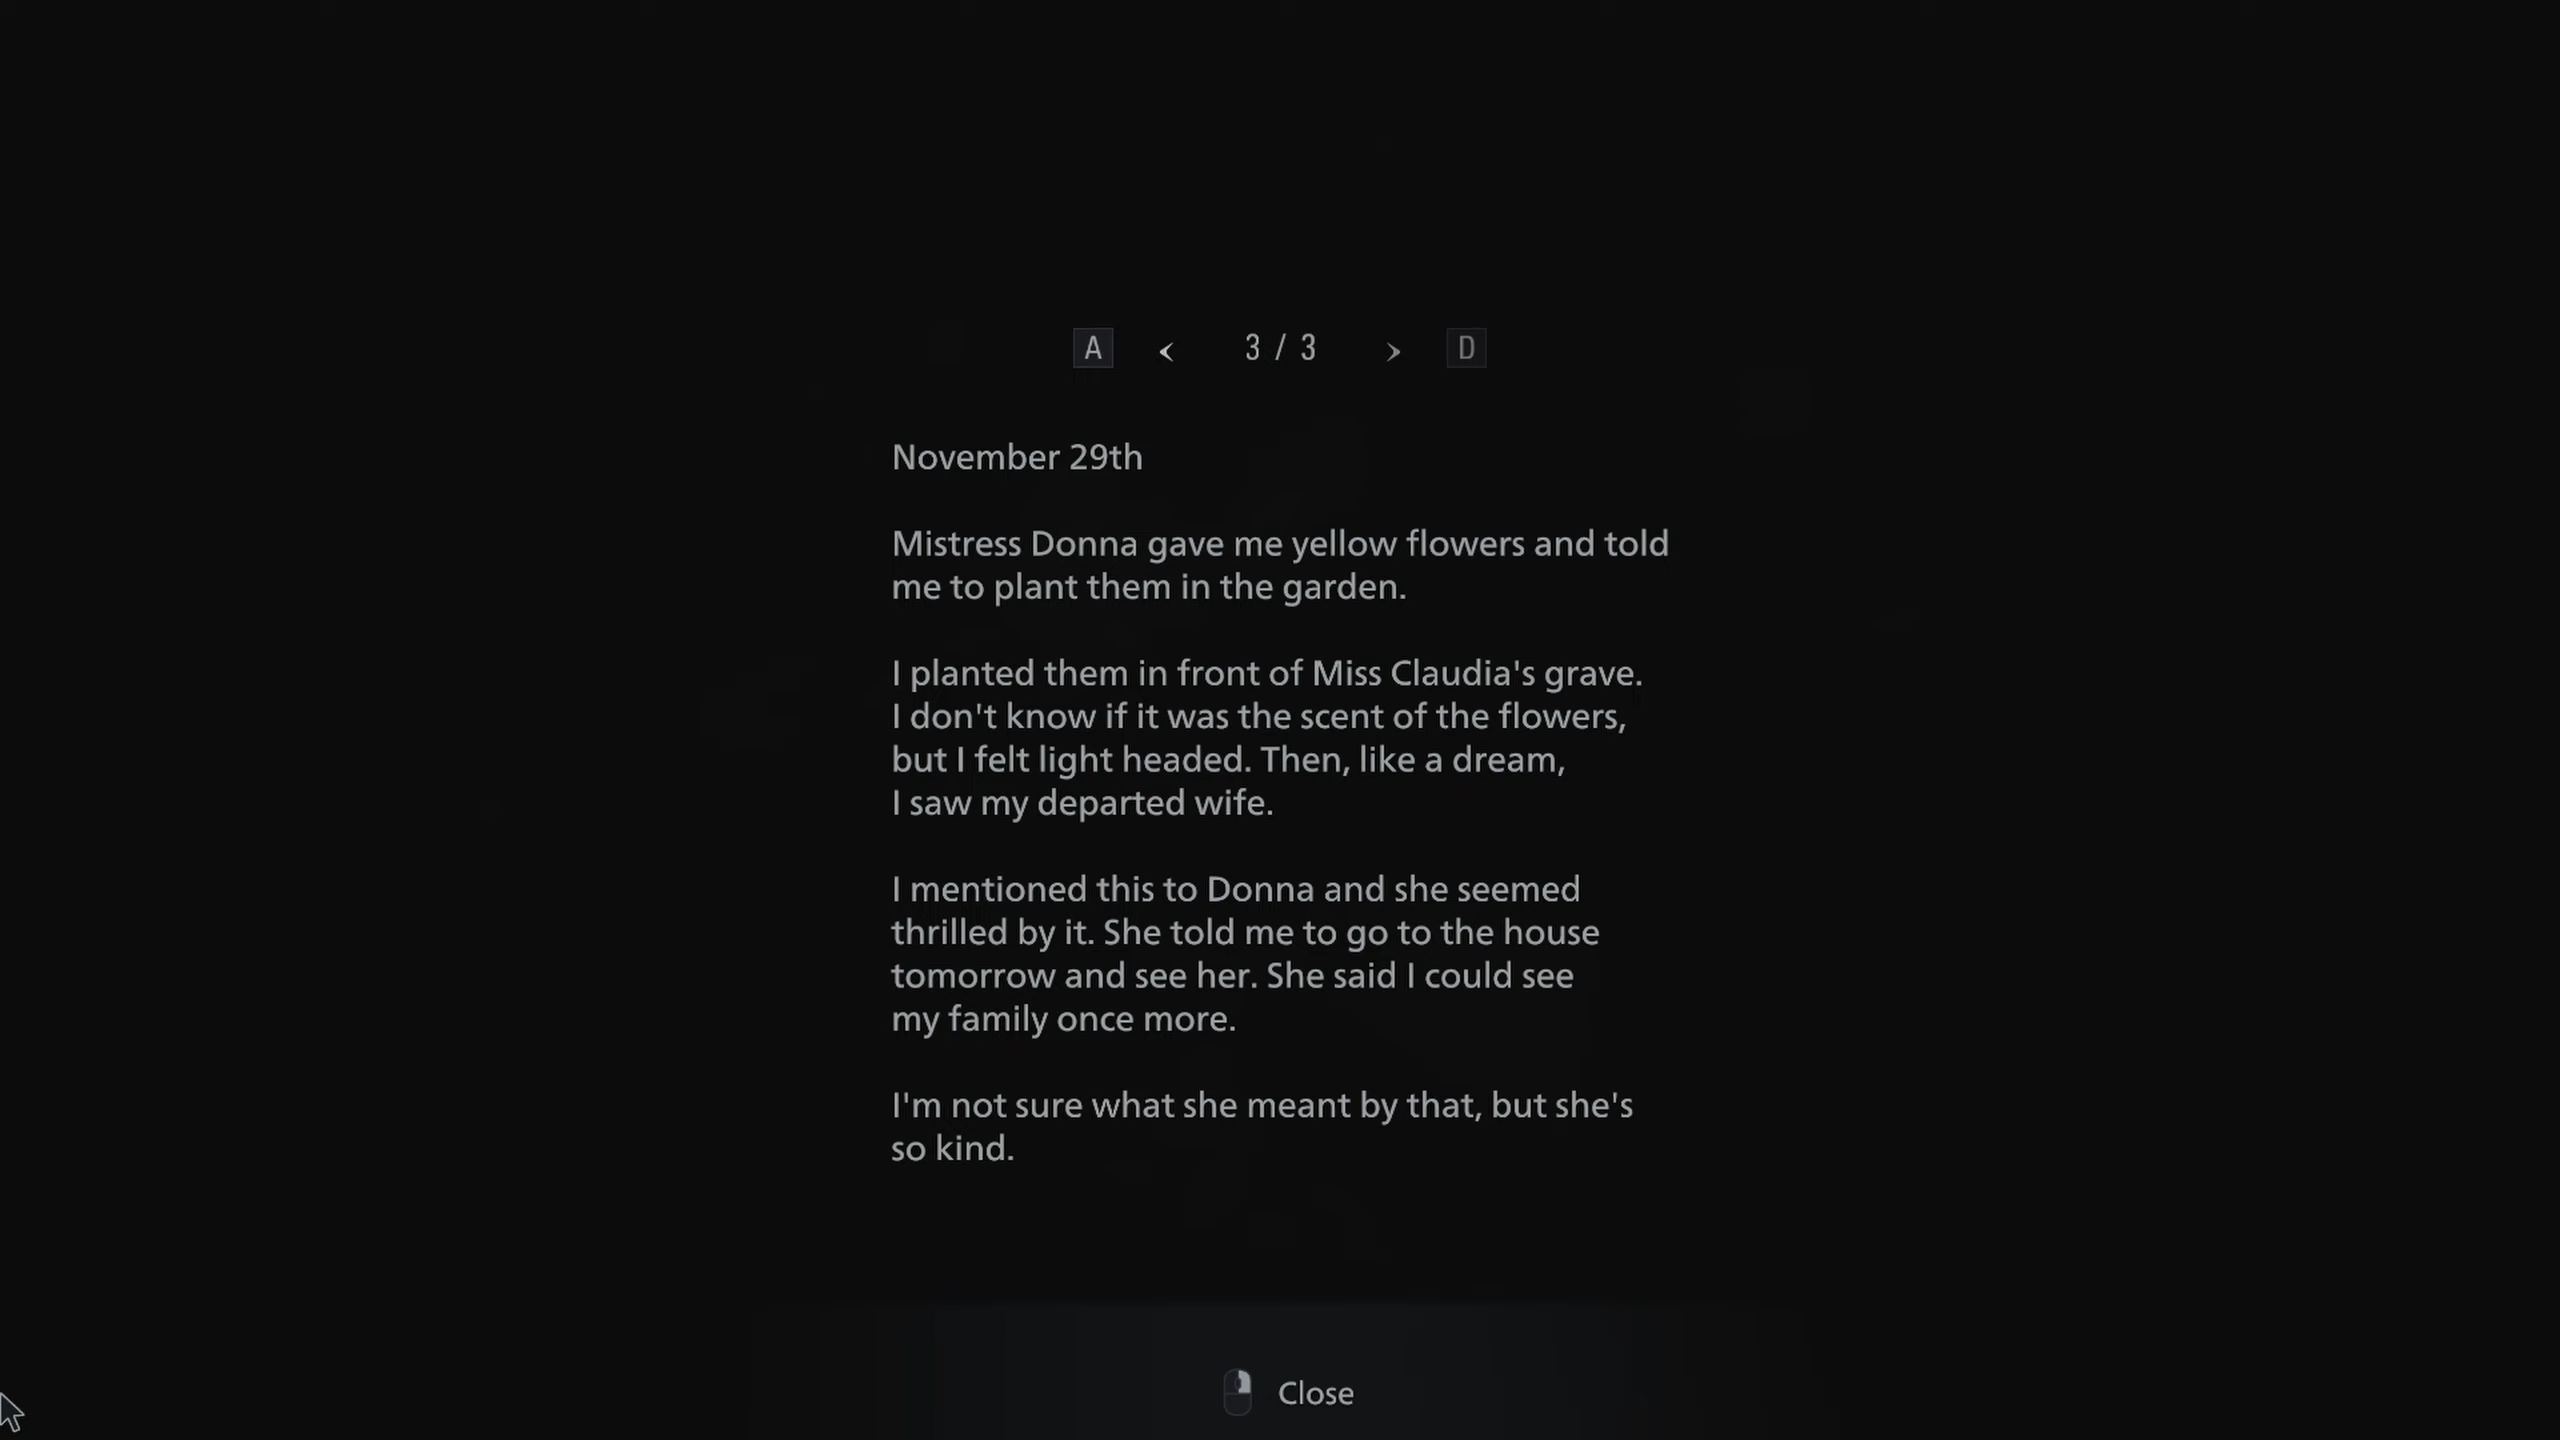 A < 3 / 3 > D
November 29th
Mistress Donna gave me yellow flowers and told
me to plant them in the garden.
I planted them in front of Miss Claudia's grave.
I don't know if it was the scent of the flowers,
but I felt light headed. Then, like a dream,
I saw my departed wife.
I mentioned this to Donna and she seemed
thrilled by it. She told me to go to the house
tomorrow and see her. She said I could see
my family once more.
I'm not sure what she meant by that, but she's
so kind.
Close